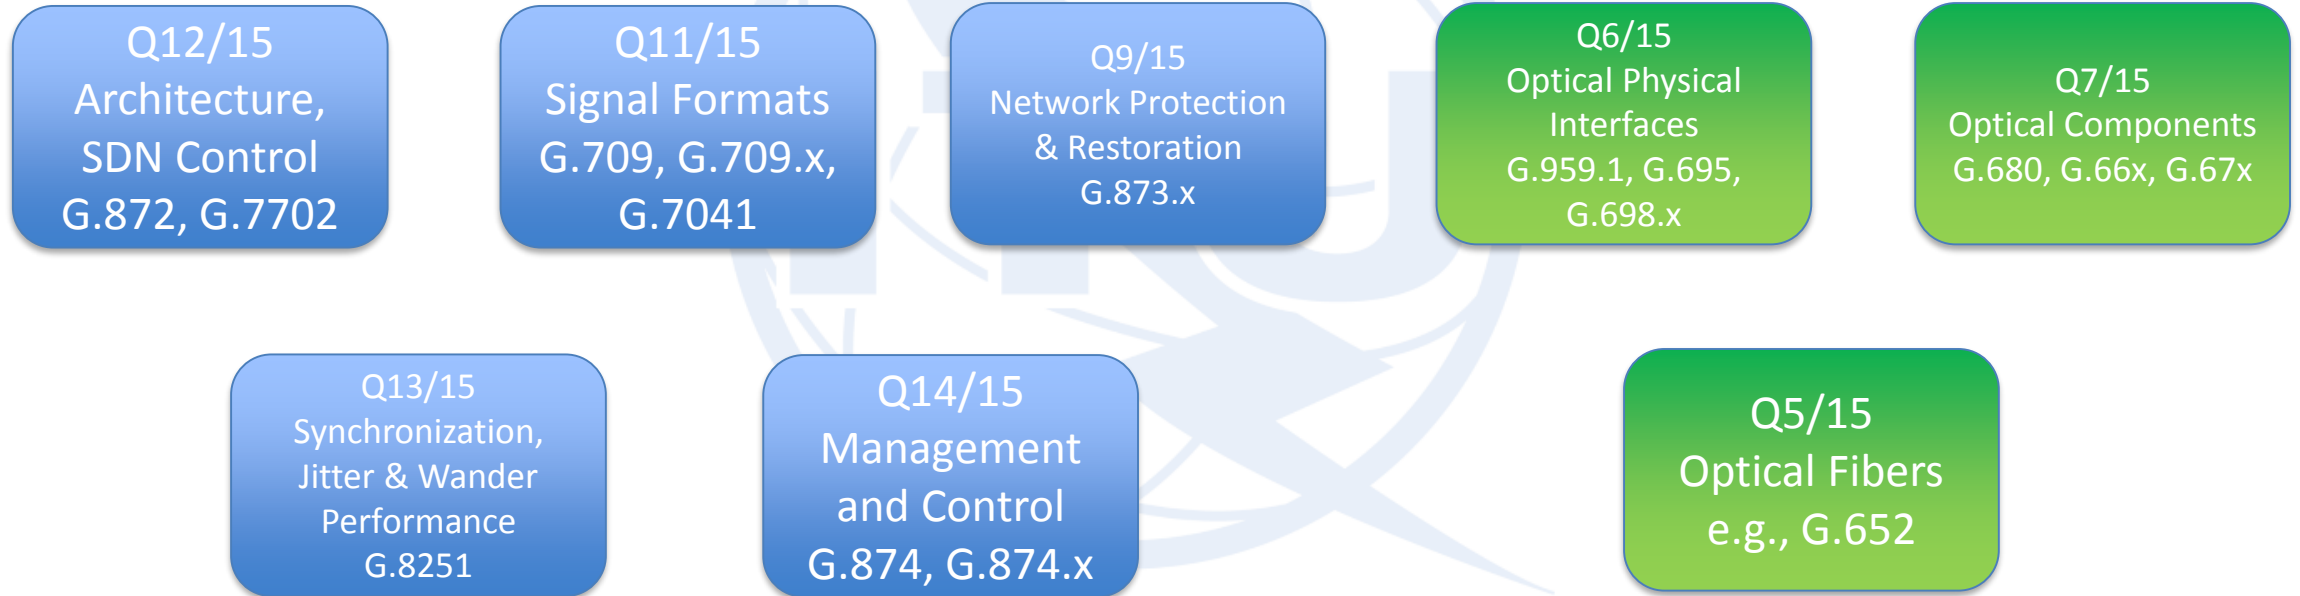 Q12/15
Architecture,
SDN Control
G.872, G.7702
Q11/15
Signal Formats
G.709, G.709.x,
G.7041
Q9/15
Network Protection
& Restoration
G.873.x
Q6/15
Optical Physical
Interfaces
G.959.1, G.695,
G.698.x
Q7/15
Optical Components
G.680, G.66x, G.67x
Q13/15
Synchronization,
Jitter & Wander
Performance
G.8251
Q14/15
Management
and Control
G.874, G.874.x
Q5/15
Optical Fibers
e.g., G.652